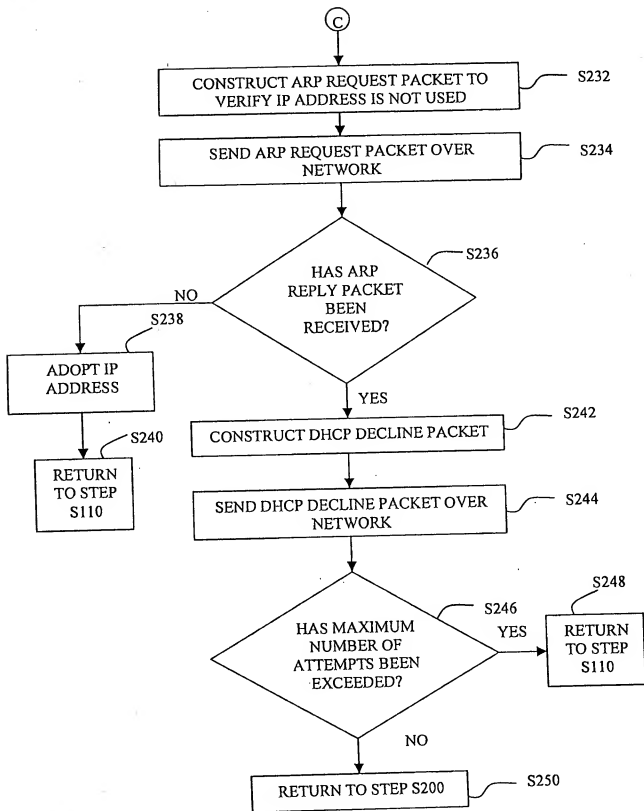 C
CONSTRUCT ARP REQUEST PACKET TO
VERIFY IP ADDRESS IS NOT USED
S232
SEND ARP REQUEST PACKET OVER
NETWORK
S234
HAS ARP
REPLY PACKET
BEEN
RECEIVED?
S236
NO
S238
ADOPT IP
ADDRESS
S240
RETURN
TO STEP
S110
YES
CONSTRUCT DHCP DECLINE PACKET
S242
SEND DHCP DECLINE PACKET OVER
NETWORK
S244
HAS MAXIMUM
NUMBER OF
ATTEMPTS BEEN
EXCEEDED?
S246
YES
S248
RETURN
TO STEP
S110
NO
RETURN TO STEP S200
S250